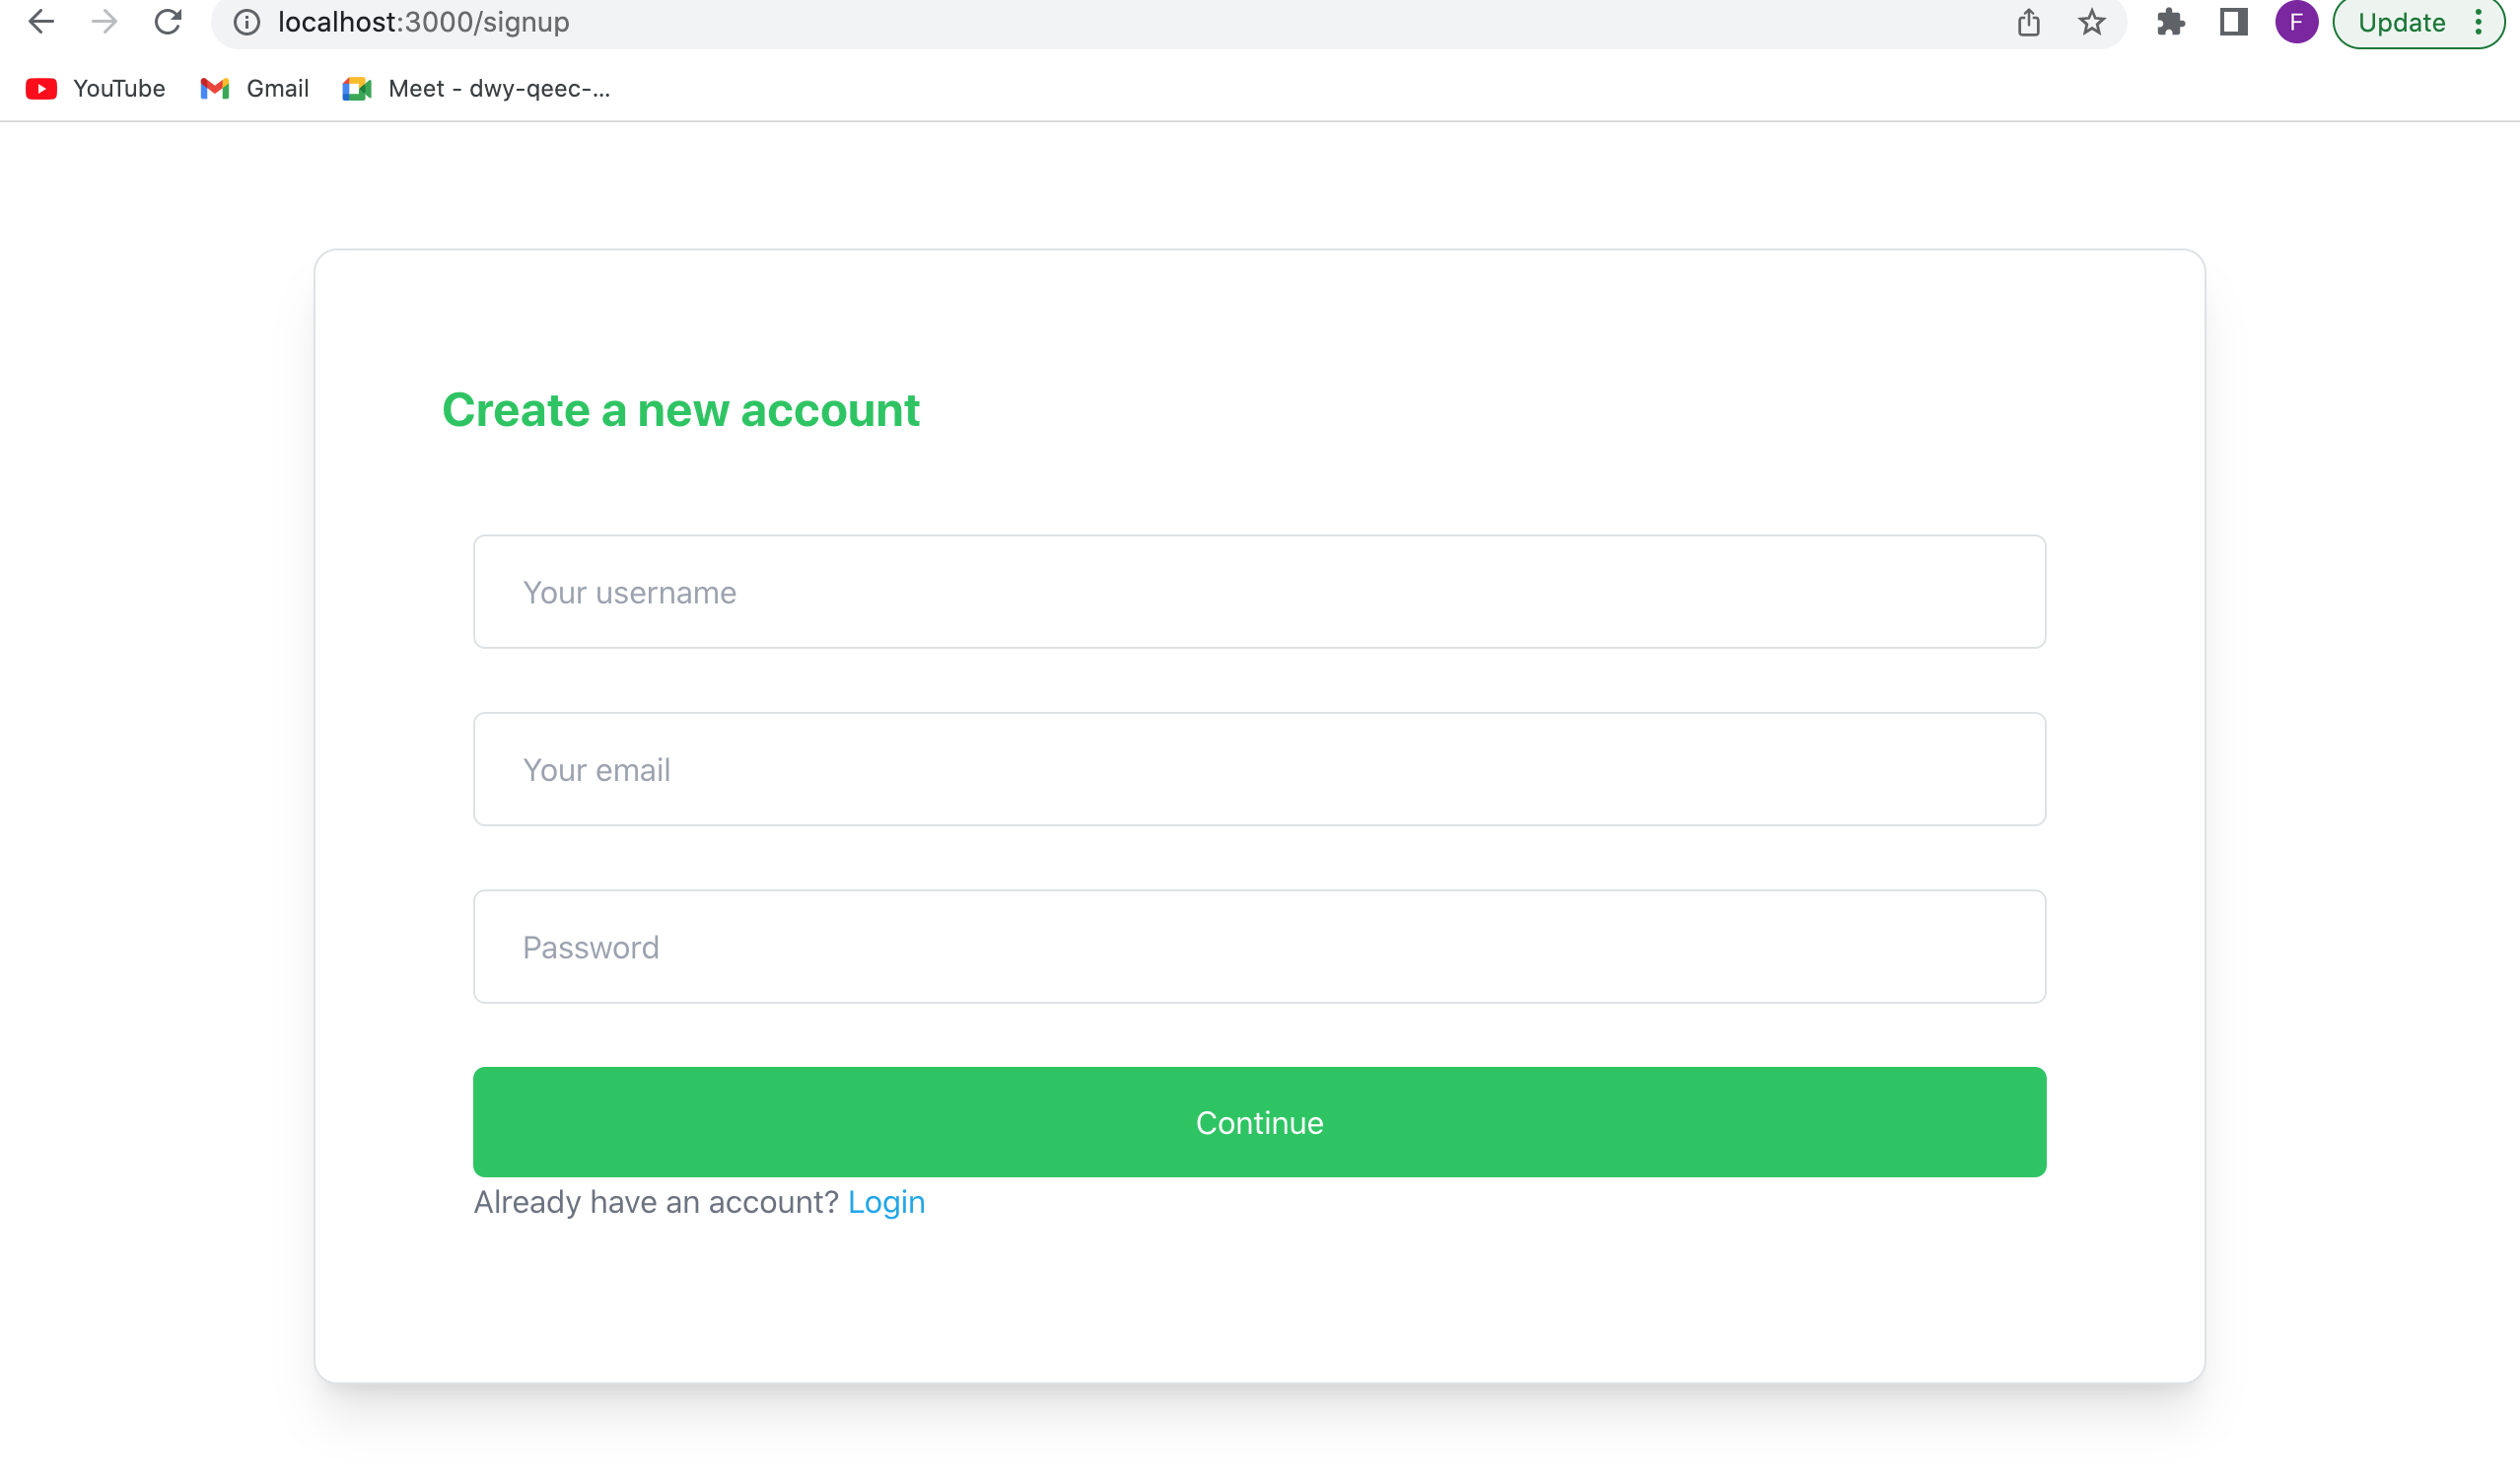 localhost:3000/signup
F
Update
YouTube
Gmail
Meet - dwy-qeec-...
Create a new account
Your username
Your email
Password
Continue
Already have an account? Login